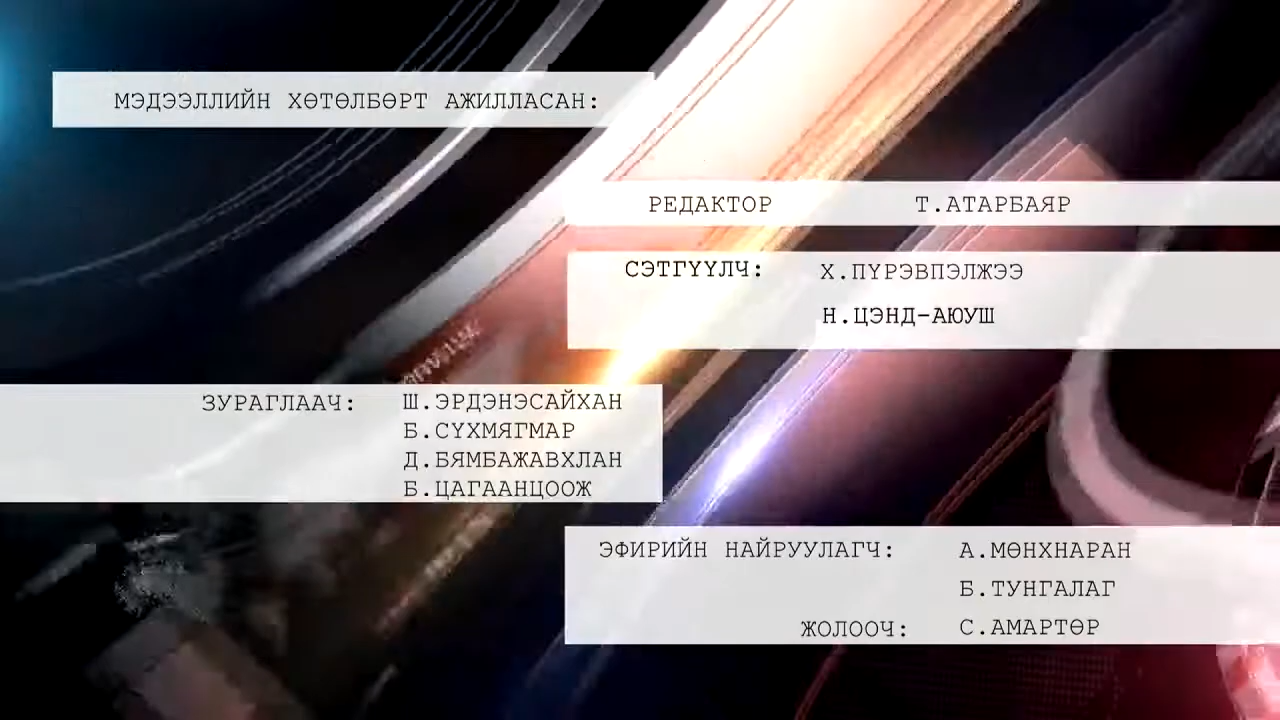 МЭДЭЭЛЛИЙН ХӨТӨЛБӨРТ АЖИЛЛАСАН:
РЕДАКТОР Т.АТАРБАЯР
СЭТГҮҮЛЧ: Х.ПҮРЭВПЭЛЖЭЭ
Н.ЦЭНД-АЮУШ
ЗУРАГЛААЧ: Ш.ЭРДЭНЭСАЙХАН
Б.СҮХМЯГМАР
Д.БЯМБАЖАВХЛАН
Б.ЦАГААНЦООЖ
ЭФИРИЙН НАЙРУУЛАГЧ: А.МӨНХНАРАН
Б.ТУНГАЛАГ
ЖОЛООЧ: С.АМАРТӨР